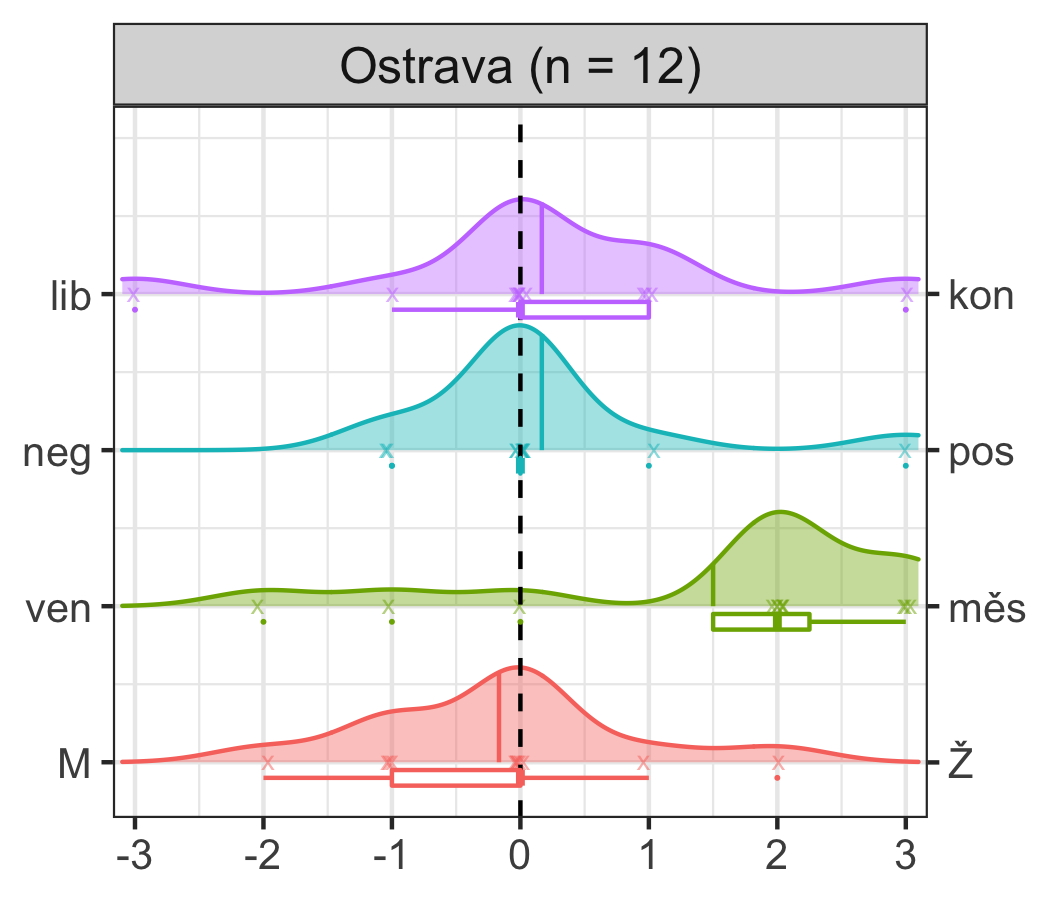 Ostrava (n = 12)
lib kon
neg pos
ven měs
M Ž
-3 -2 -1 0 1 2 3